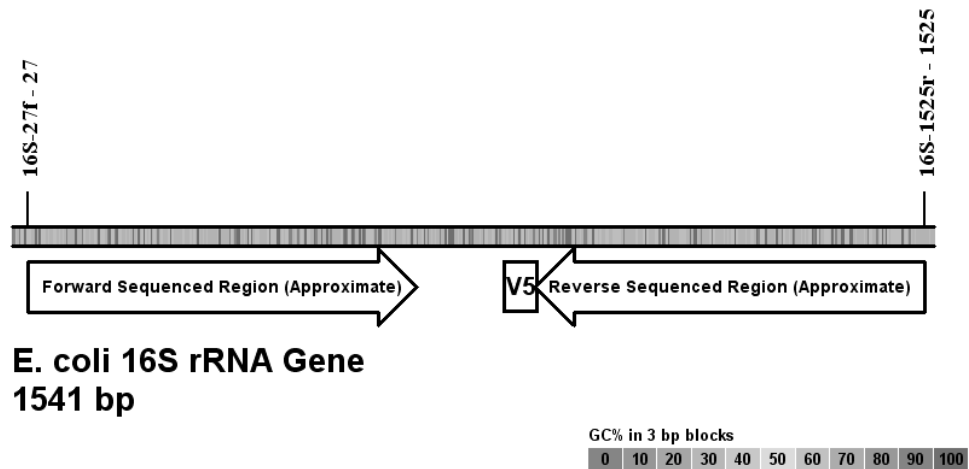 16S-27f - 27
16S-1525r - 1525
Forward Sequenced Region (Approximate)
V5
Reverse Sequenced Region (Approximate)
E. coli 16S rRNA Gene
1541 bp
GC% in 3 bp blocks
0 10 20 30 40 50 60 70 80 90 100